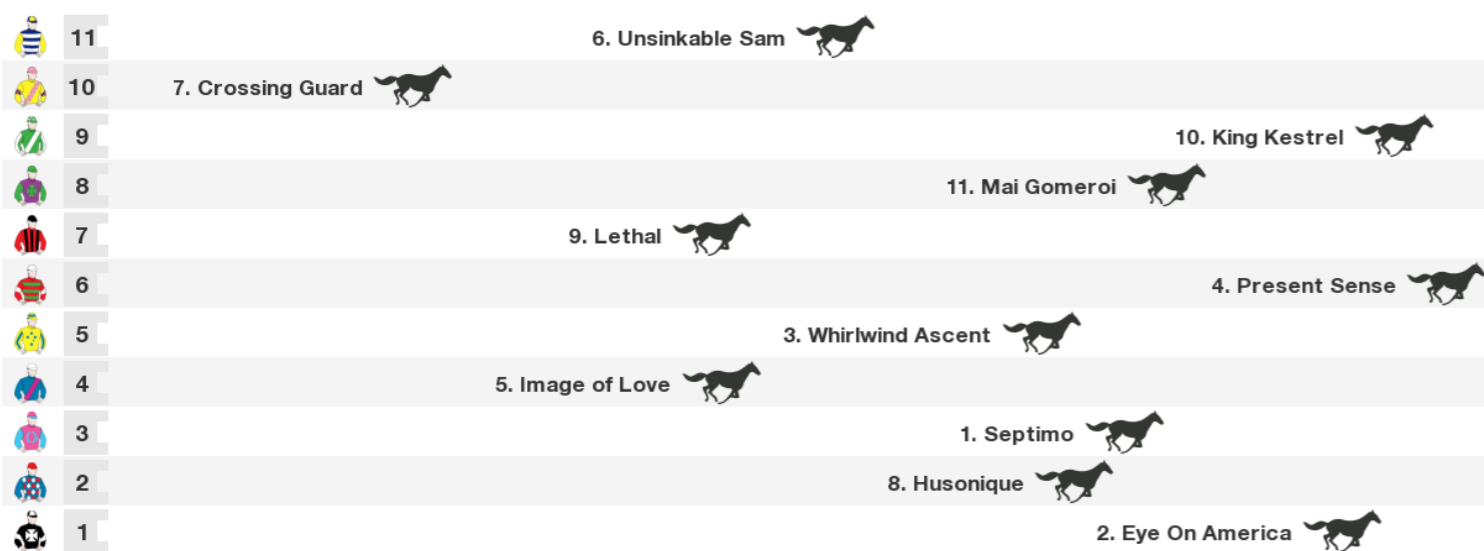 11 6. Unsinkable Sam
10 7. Crossing Guard
9 10. King Kestrel
8 11. Mai Gomeroi
7 9. Lethal
6 4. Present Sense
5 3. Whirlwind Ascent
4 5. Image of Love
3 1. Septimo
2 8. Husonique
1 2. Eye On America